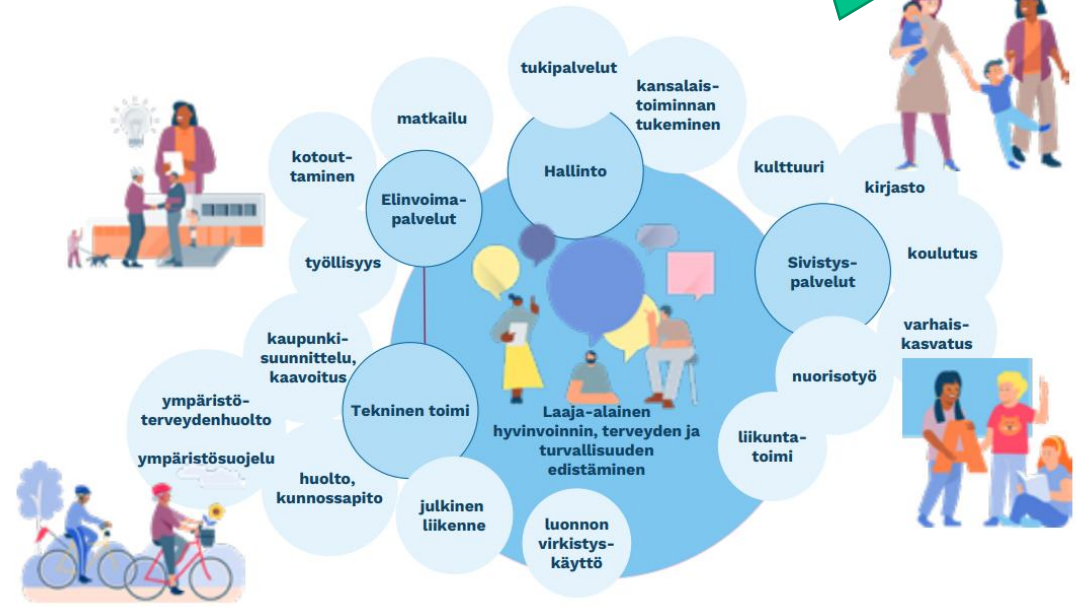 tukipalvelut
kansalais-
toiminnan
tukeminen
matkailu
Hallinto
kotout-
taminen
Elinvoima-
palvelut
työllisyys
kulttuuri
kirjasto
Sivistys-
palvelut
koulutus
varhais-
kasvatus
nuorisotyö
liikunta-
toimi
kaupunki-
suunnittelu,
kaavoitus
Tekninen toimi
ympäristö-
terveydenhuolto
ympäristösuojelu
huolto,
kunnossapito
julkinen
liikenne
Laaja-alainen
hyvinvoinnin, terveyden ja
turvallisuuden
edistäminen
luonnon
virkistys-
käyttö
A